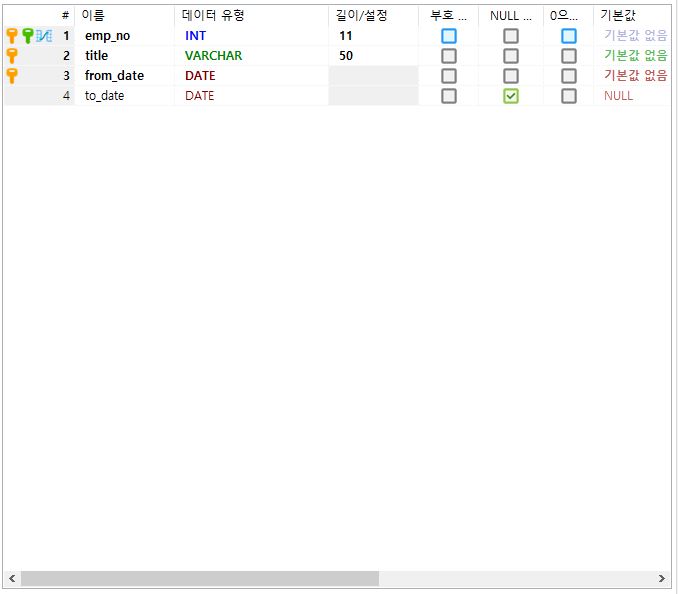 # 이름 데이터 유형 길이/설정 부호 ... NULL ... 0으... 기본값
1 emp_no INT 11 기본값 없음
2 title VARCHAR 50 기본값 없음
3 from_date DATE 기본값 없음
4 to_date DATE NULL